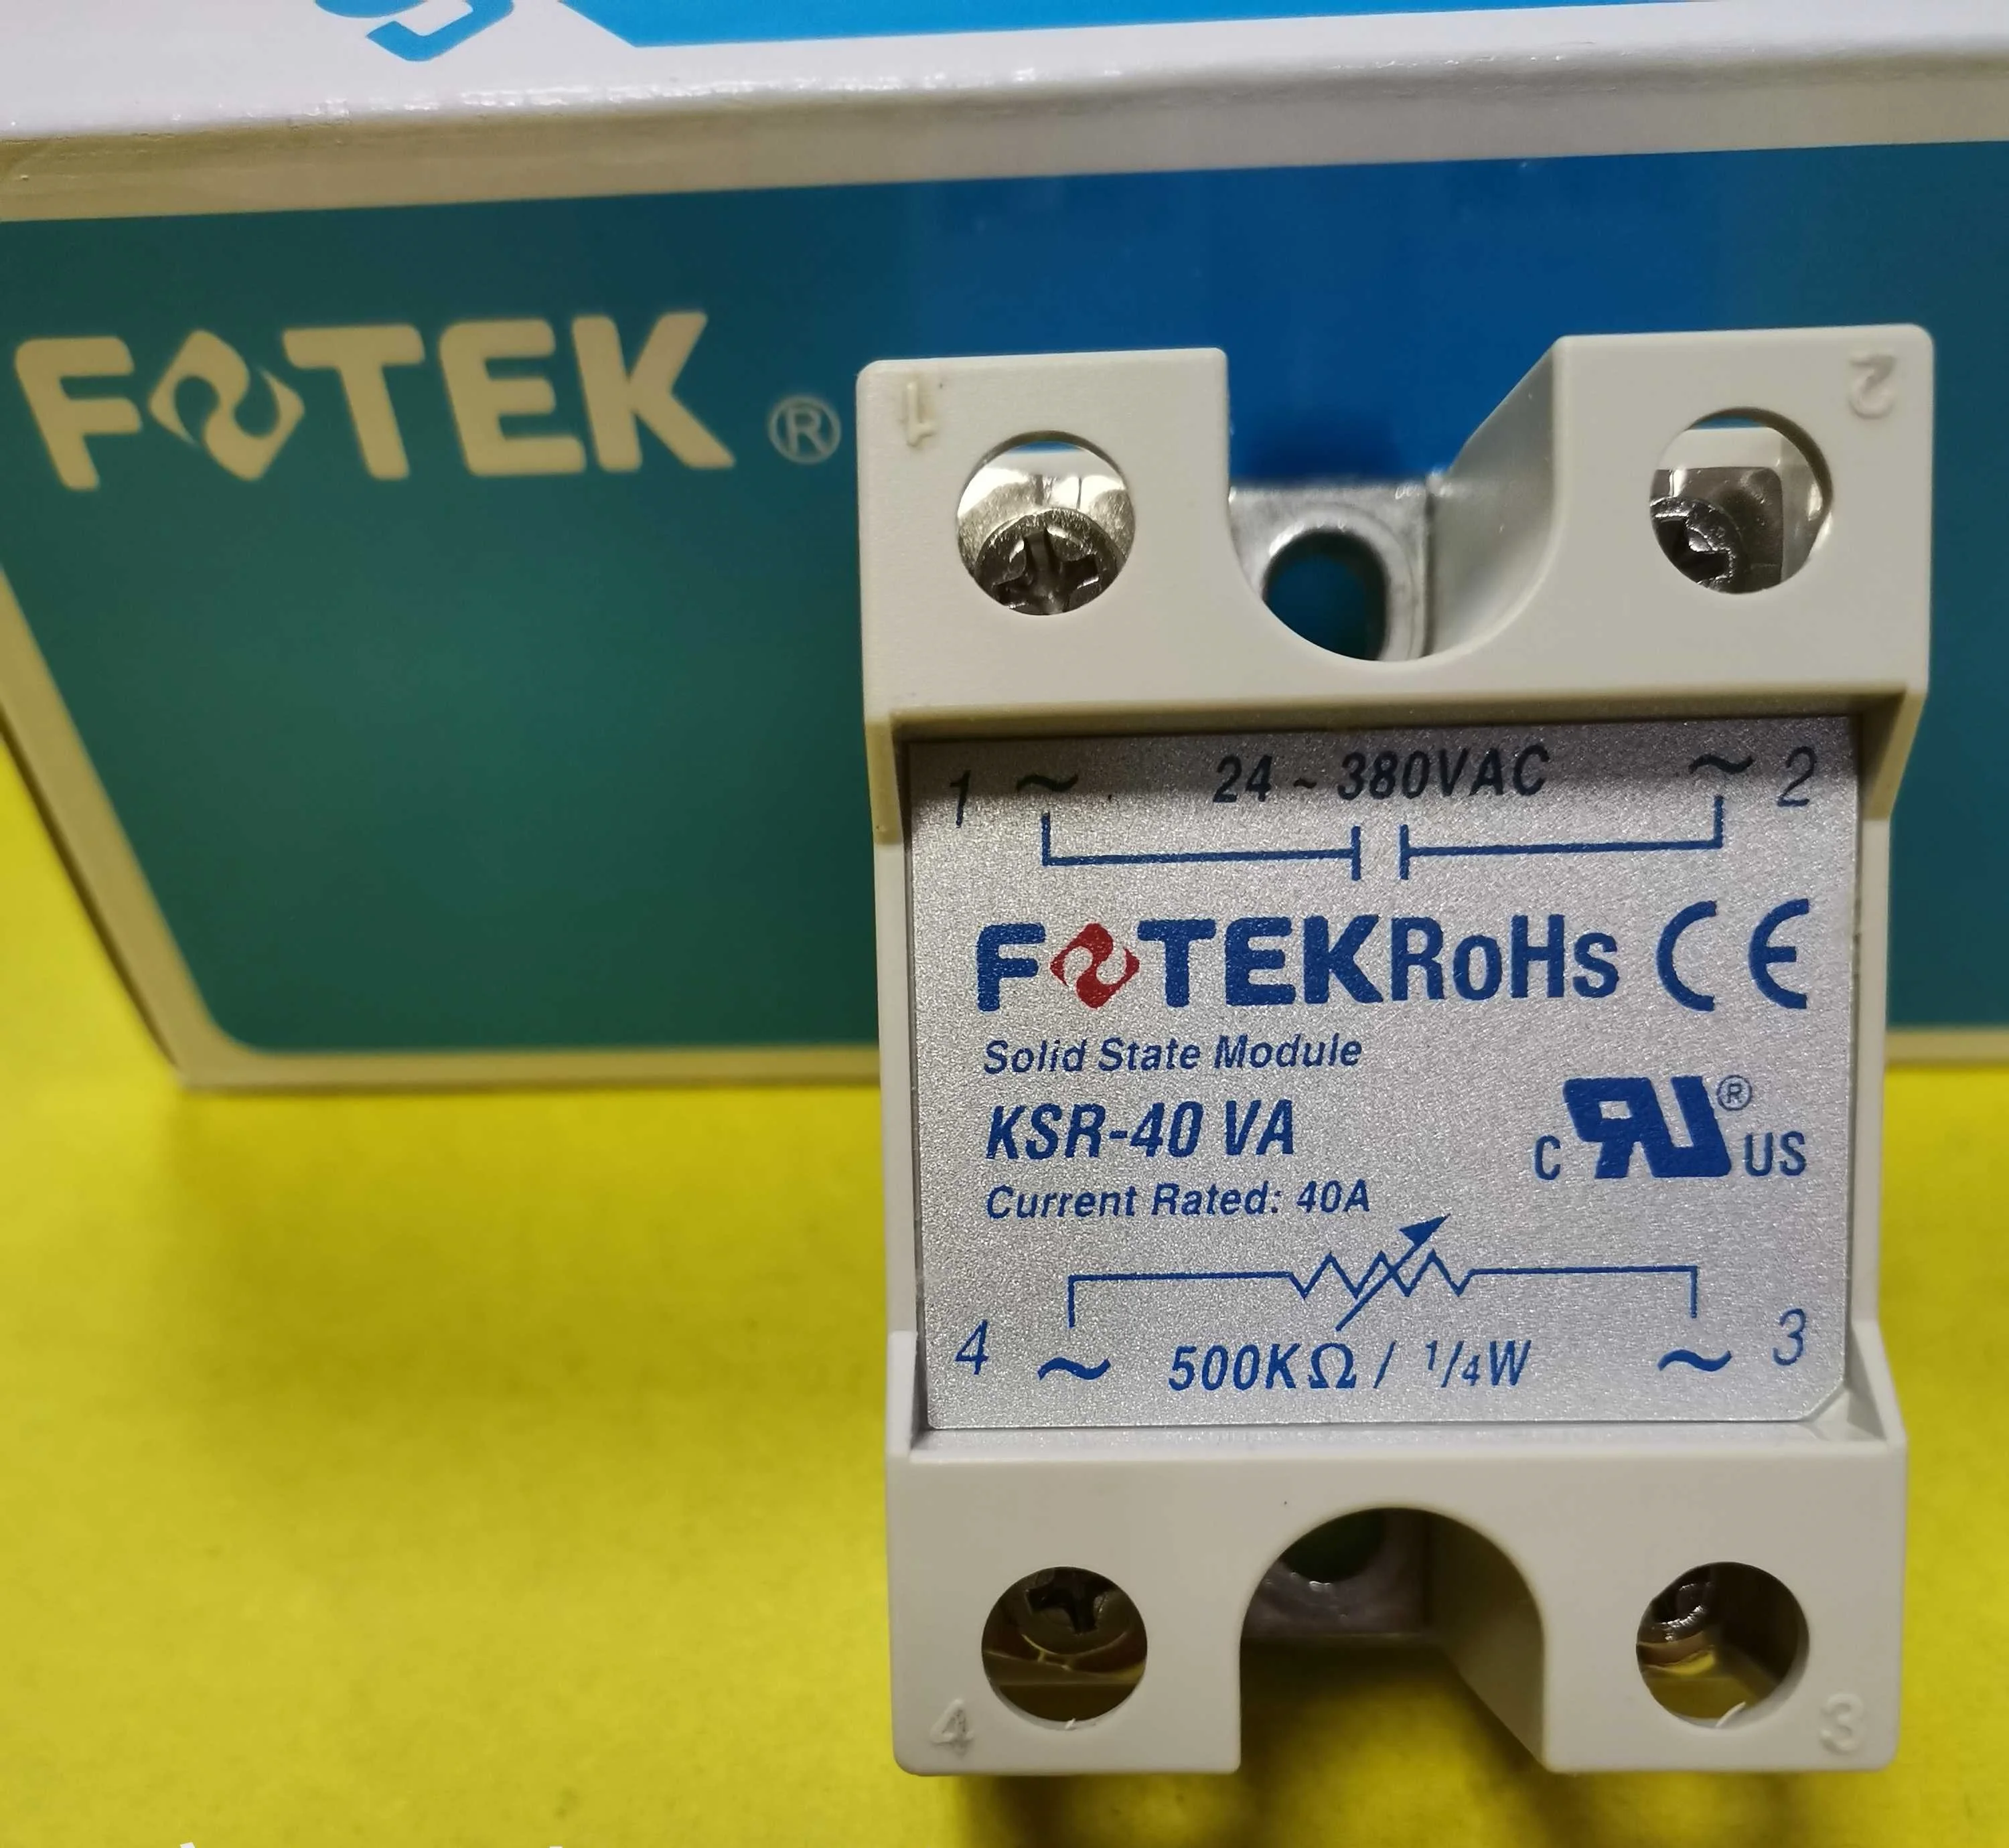 FOTEK ®
1
2
1 ~ 24 ~ 380VAC ~ 2
FOTEK RoHs CE
Solid State Module
KSR-40 VA
c RU ® US
Current Rated: 40A
4 ~ 500KΩ / 1/4W ~ 3
4
3